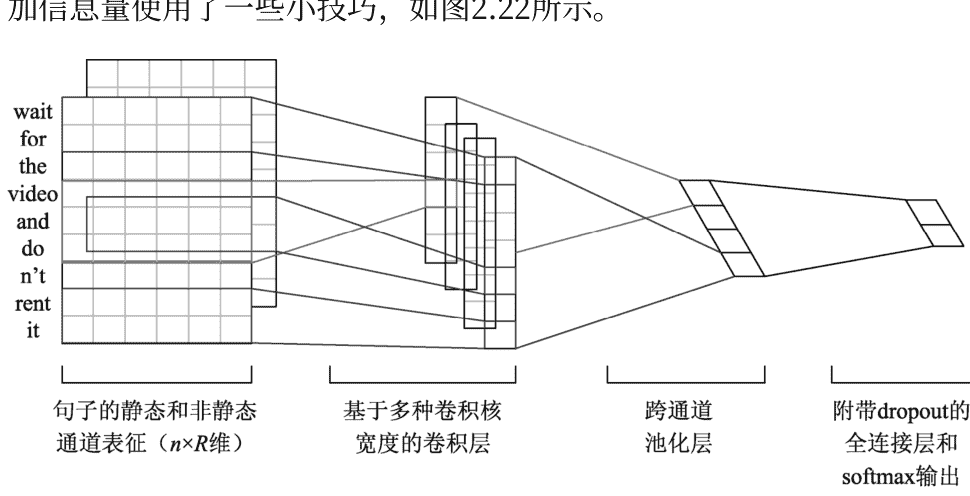 加信息量使用了一些小技巧，如图2.22所示。
wait
for
the
video
and
do
n't
rent
it
句子的静态和非静态
通道表征（n×R维）
基于多种卷积核
宽度的卷积层
跨通道
池化层
附带dropout的
全连接层和
softmax输出